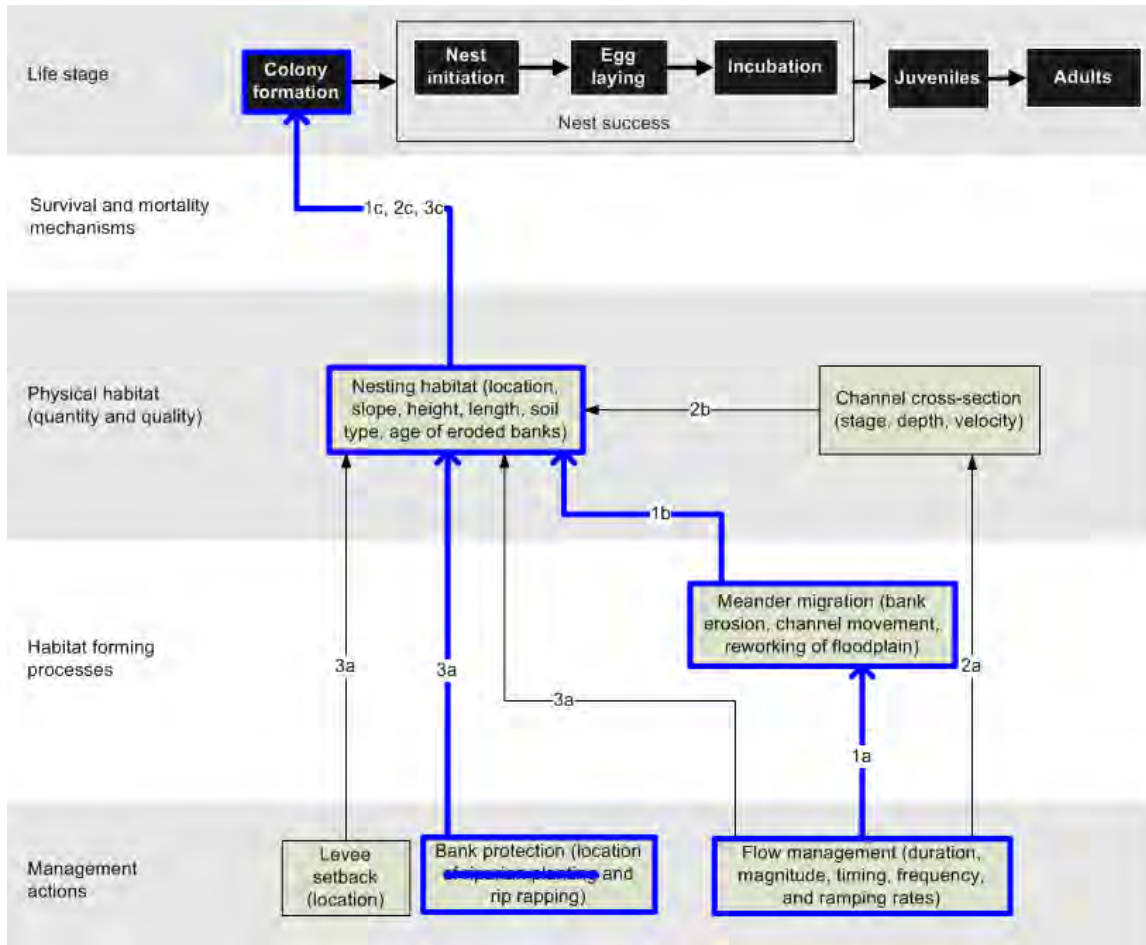 Life stage
Colony
formation
Nest
initiation
Egg
laying
Incubation
Nest success
Juveniles
Adults
Survival and mortality
mechanisms
1c, 2c, 3c
Physical habitat
(quantity and quality)
Nesting habitat (location,
slope, height, length, soil
type, age of eroded banks)
2b
Channel cross-section
(stage, depth, velocity)
1b
Habitat forming
processes
Meander migration (bank
erosion, channel movement,
reworking of floodplain)
3a
3a
3a
2a
1a
Management
actions
Levee
setback
(location)
Bank protection (location
of riparian planting and
rip rapping)
Flow management (duration,
magnitude, timing, frequency,
and ramping rates)